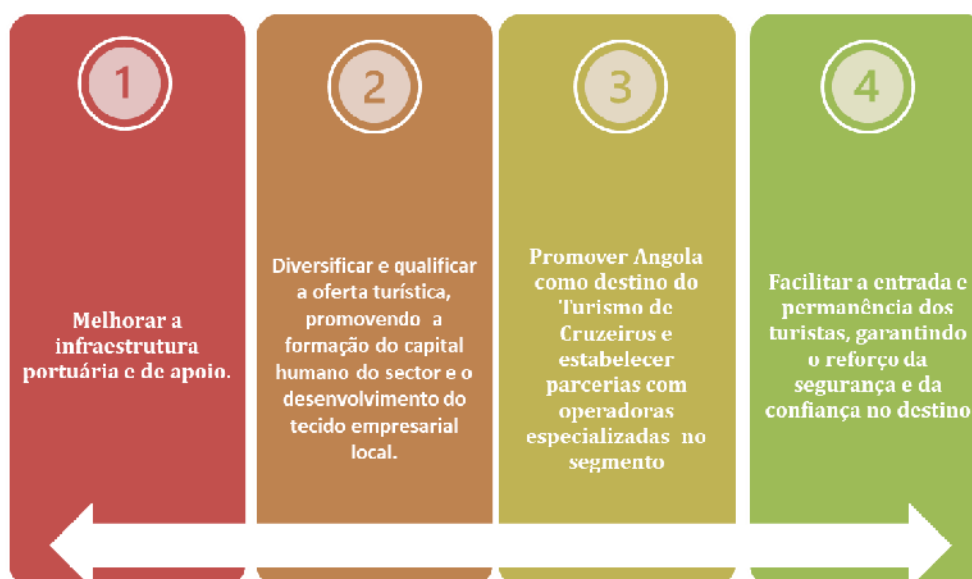 1
Melhorar a
infraestrutura
portuária e de apoio.
2
Diversificar e qualificar
a oferta turística,
promovendo a
formação do capital
humano do sector e o
desenvolvimento do
tecido empresarial
local.
3
Promover Angola
como destino do
Turismo de
Cruzeiros e
estabelecer
parcerias com
operadoras
especializadas no
segmento
4
Facilitar a entrada e
permanência dos
turistas, garantindo
o reforço da
segurança e da
confiança no destino